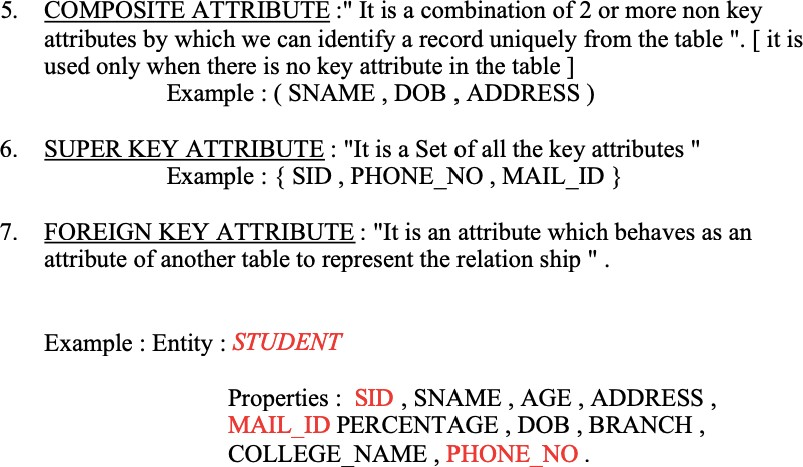 5. COMPOSITE ATTRIBUTE :" It is a combination of 2 or more non key
attributes by which we can identify a record uniquely from the table ". [ it is
used only when there is no key attribute in the table ]
Example : ( SNAME , DOB , ADDRESS )
6. SUPER KEY ATTRIBUTE : "It is a Set of all the key attributes "
Example : { SID , PHONE_NO , MAIL_ID }
7. FOREIGN KEY ATTRIBUTE : "It is an attribute which behaves as an
attribute of another table to represent the relation ship " .
Example : Entity : STUDENT
Properties : SID , SNAME , AGE , ADDRESS ,
MAIL_ID PERCENTAGE , DOB , BRANCH ,
COLLEGE_NAME , PHONE_NO .